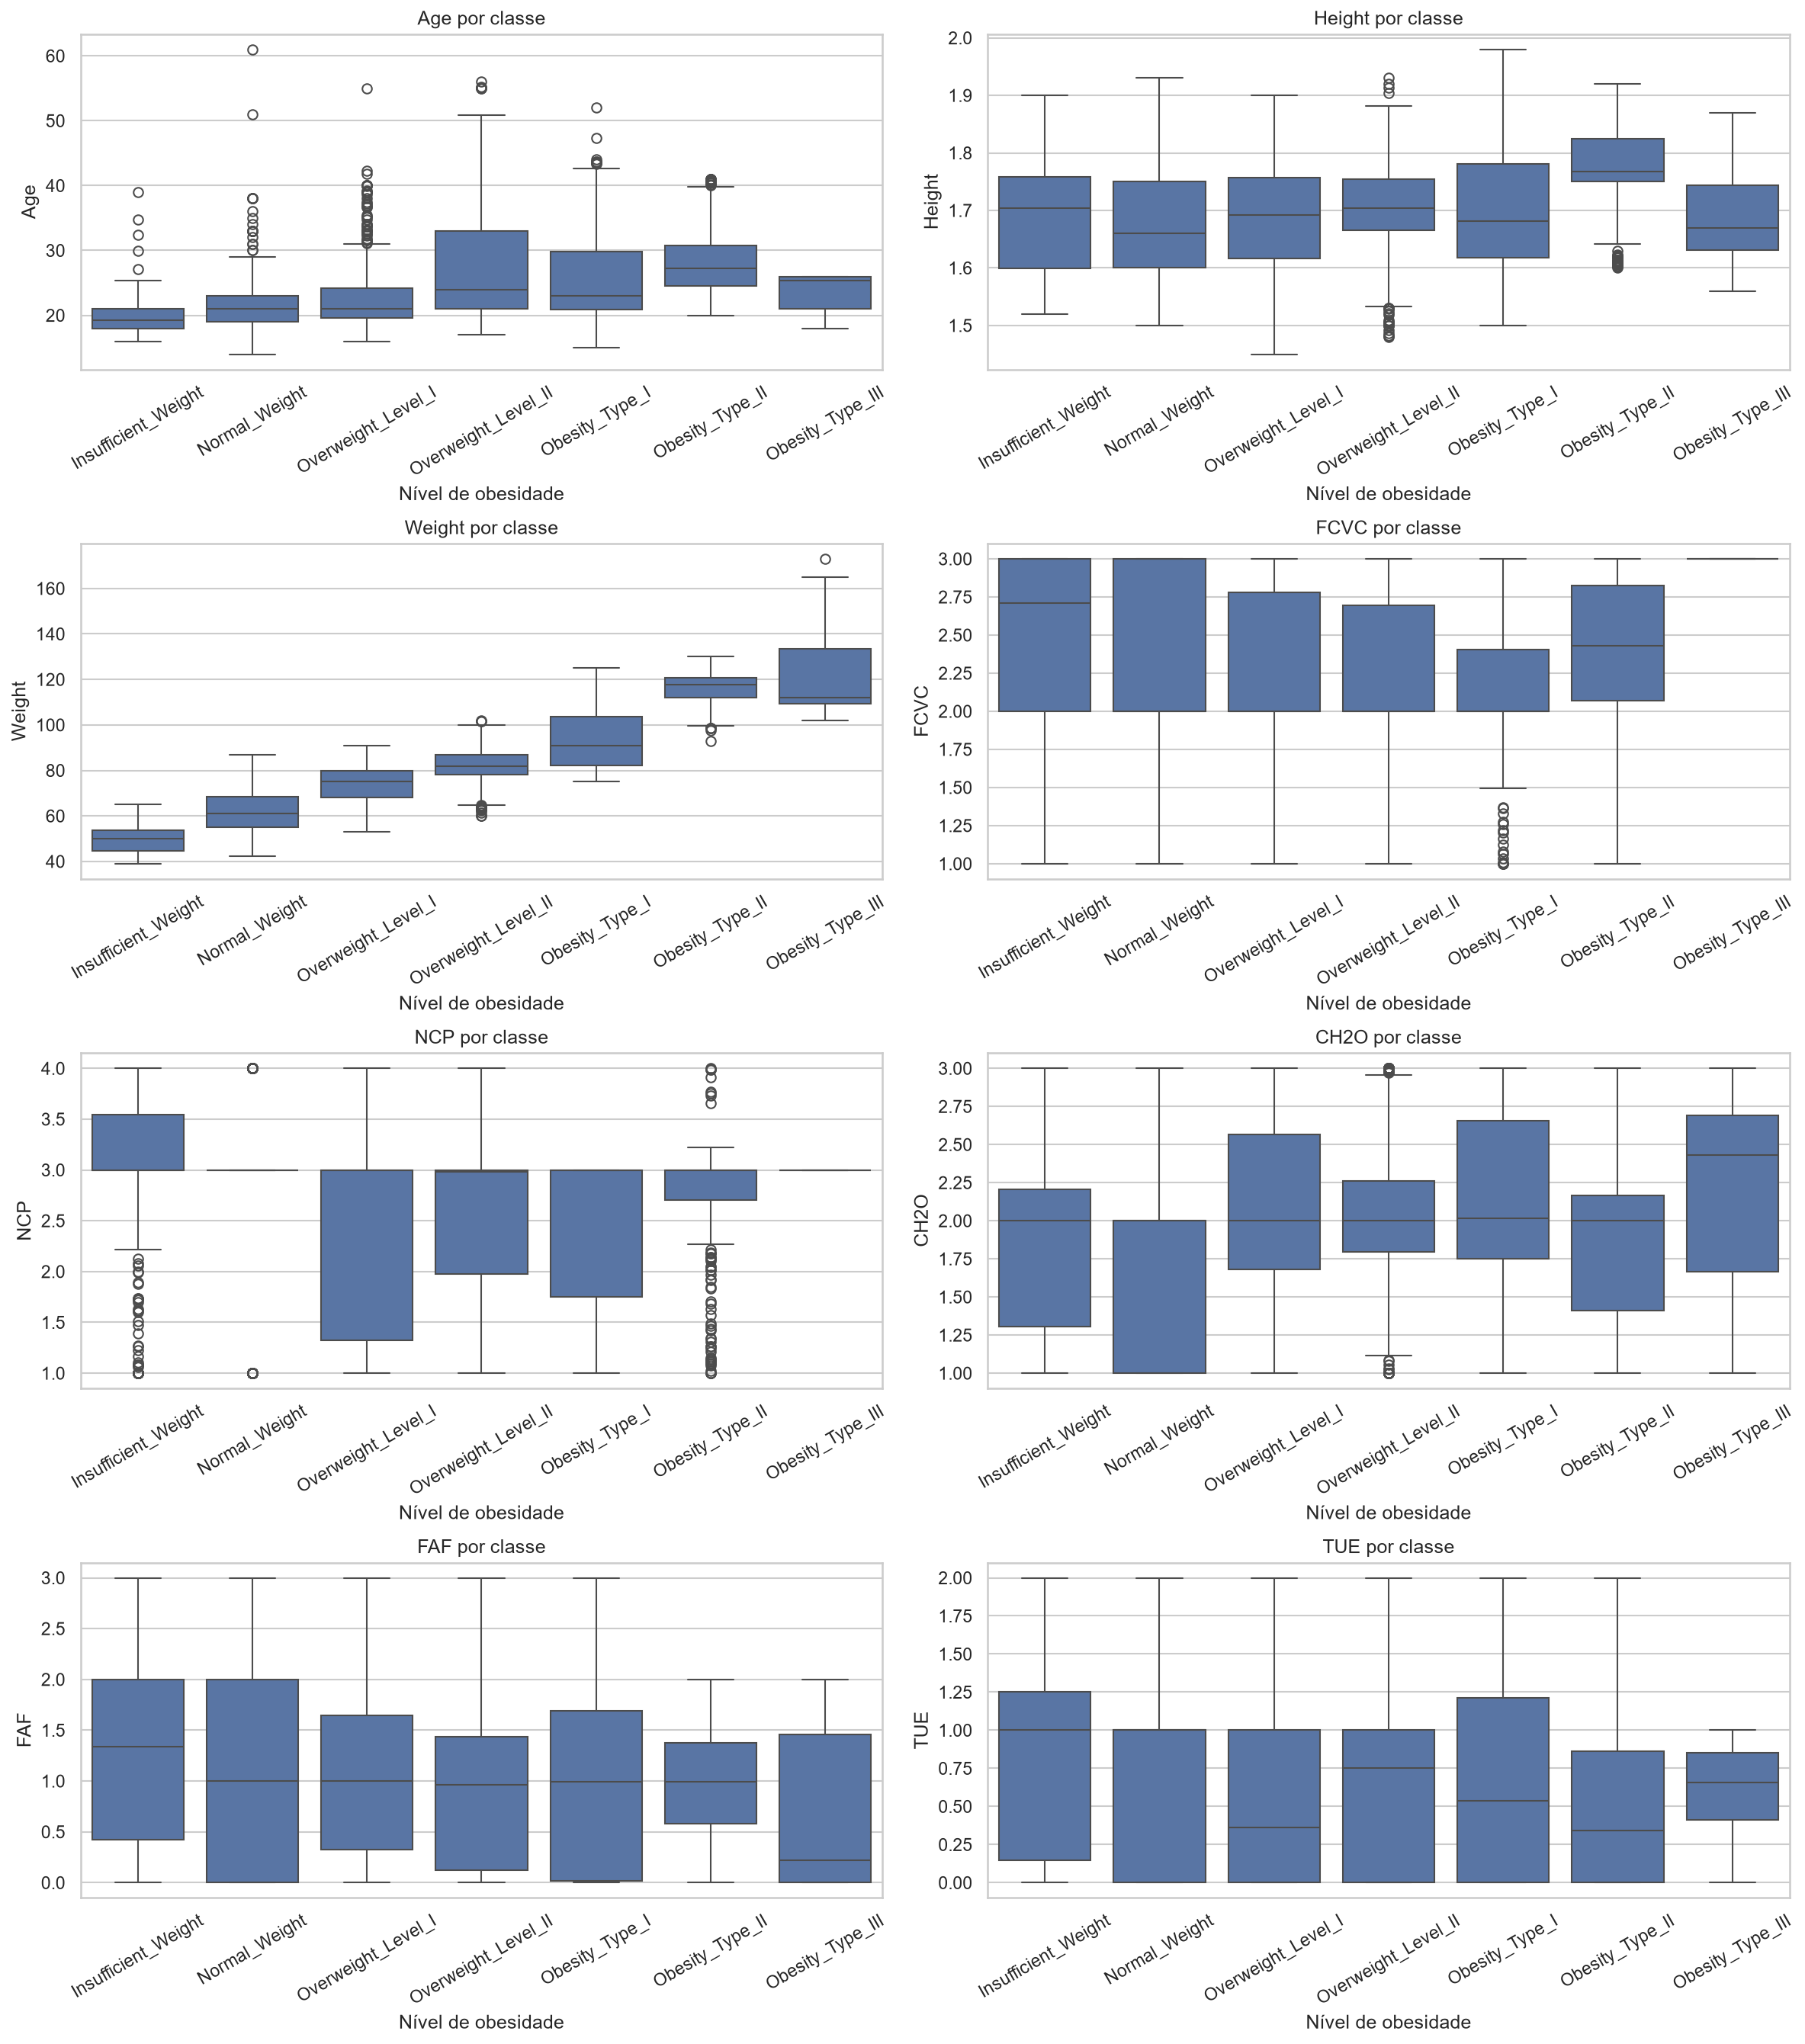 Age por classe
Age
60
50
40
30
20
Insufficient_Weight
Normal_Weight
Overweight_Level_I
Overweight_Level_II
Obesity_Type_I
Obesity_Type_II
Obesity_Type_III
Nível de obesidade
Height por classe
Height
2.0
1.9
1.8
1.7
1.6
1.5
Insufficient_Weight
Normal_Weight
Overweight_Level_I
Overweight_Level_II
Obesity_Type_I
Obesity_Type_II
Obesity_Type_III
Nível de obesidade
Weight por classe
Weight
160
140
120
100
80
60
40
Insufficient_Weight
Normal_Weight
Overweight_Level_I
Overweight_Level_II
Obesity_Type_I
Obesity_Type_II
Obesity_Type_III
Nível de obesidade
FCVC por classe
FCVC
3.00
2.75
2.50
2.25
2.00
1.75
1.50
1.25
1.00
Insufficient_Weight
Normal_Weight
Overweight_Level_I
Overweight_Level_II
Obesity_Type_I
Obesity_Type_II
Obesity_Type_III
Nível de obesidade
NCP por classe
NCP
4.0
3.5
3.0
2.5
2.0
1.5
1.0
Insufficient_Weight
Normal_Weight
Overweight_Level_I
Overweight_Level_II
Obesity_Type_I
Obesity_Type_II
Obesity_Type_III
Nível de obesidade
CH2O por classe
CH2O
3.00
2.75
2.50
2.25
2.00
1.75
1.50
1.25
1.00
Insufficient_Weight
Normal_Weight
Overweight_Level_I
Overweight_Level_II
Obesity_Type_I
Obesity_Type_II
Obesity_Type_III
Nível de obesidade
FAF por classe
FAF
3.0
2.5
2.0
1.5
1.0
0.5
0.0
Insufficient_Weight
Normal_Weight
Overweight_Level_I
Overweight_Level_II
Obesity_Type_I
Obesity_Type_II
Obesity_Type_III
Nível de obesidade
TUE por classe
TUE
2.00
1.75
1.50
1.25
1.00
0.75
0.50
0.25
0.00
Insufficient_Weight
Normal_Weight
Overweight_Level_I
Overweight_Level_II
Obesity_Type_I
Obesity_Type_II
Obesity_Type_III
Nível de obesidade